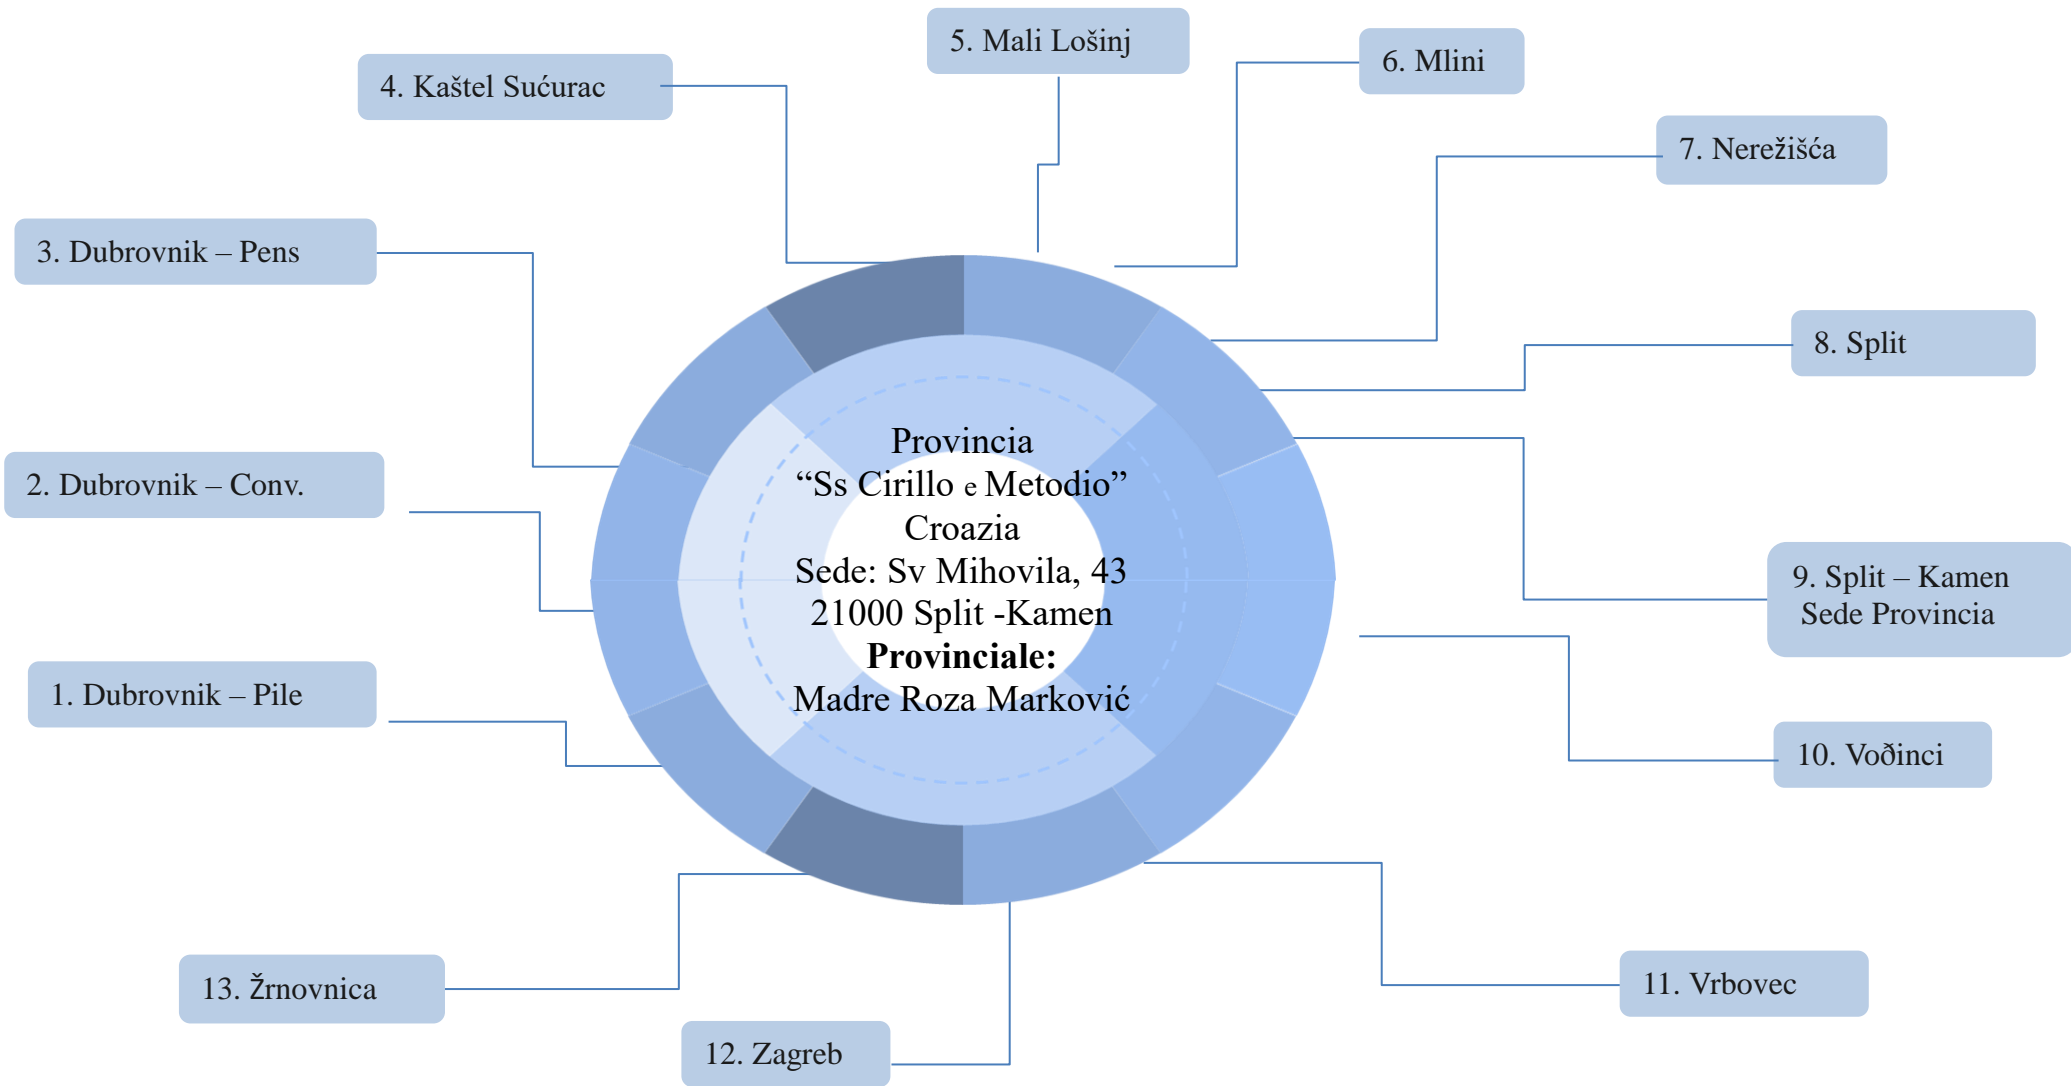 5. Mali Lošinj
6. Mlini
4. Kaštel Sućurac
7. Nerežišća
3. Dubrovnik – Pens
8. Split
Provincia
“Ss Cirillo e Metodio”
Croazia
Sede: Sv Mihovila, 43
21000 Split -Kamen
Provinciale:
Madre Roza Marković
2. Dubrovnik – Conv.
9. Split – Kamen
Sede Provincia
1. Dubrovnik – Pile
10. Voðinci
13. Žrnovnica
11. Vrbovec
12. Zagreb